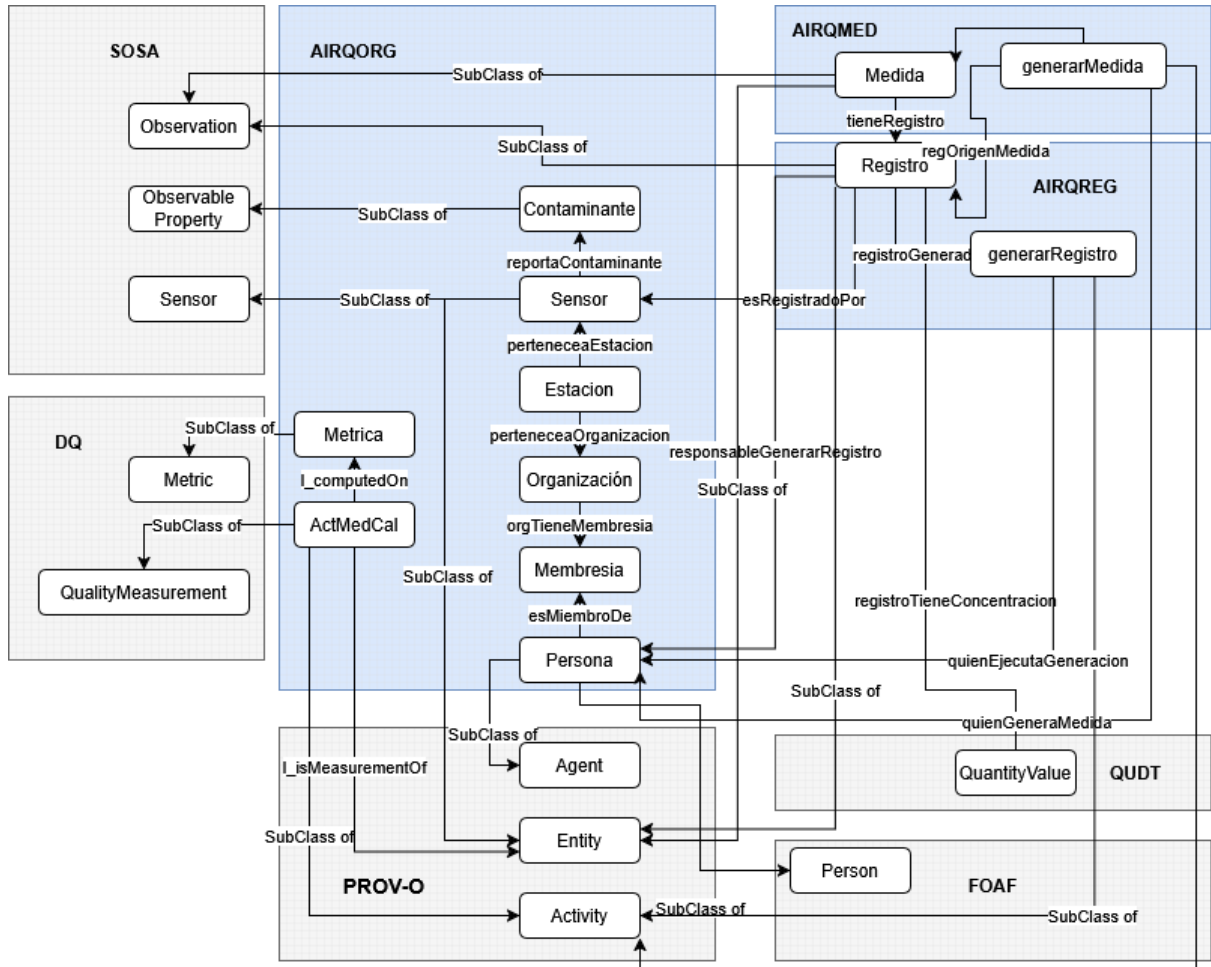 SOSA
AIRQORG
AIRQMED
SubClass of
Medida
generarMedida
Observation
tieneRegistro
SubClass of
regOrigenMedida
Registro
AIRQREG
Observable
Property
SubClass of
Contaminante
reportaContaminante
registroGenerad
generarRegistro
Sensor
SubClass of
Sensor
esRegistradoPor
perteneceaEstacion
Estacion
DQ
SubClass of
Metrica
perteneceaOrganizacion
responsableGenerarRegistro
Metric
I_computedOn
Organización
SubClass of
SubClass of
ActMedCal
orgTieneMembresia
QualityMeasurement
SubClass of
Membresia
registroTieneConcentracion
esMiembroDe
Persona
quienEjecutaGeneracion
SubClass of
quienGeneraMedida
SubClass of
I_isMeasurementOf
Agent
QuantityValue
QUDT
SubClass of
Entity
PROV-O
Person
FOAF
Activity
SubClass of
SubClass of